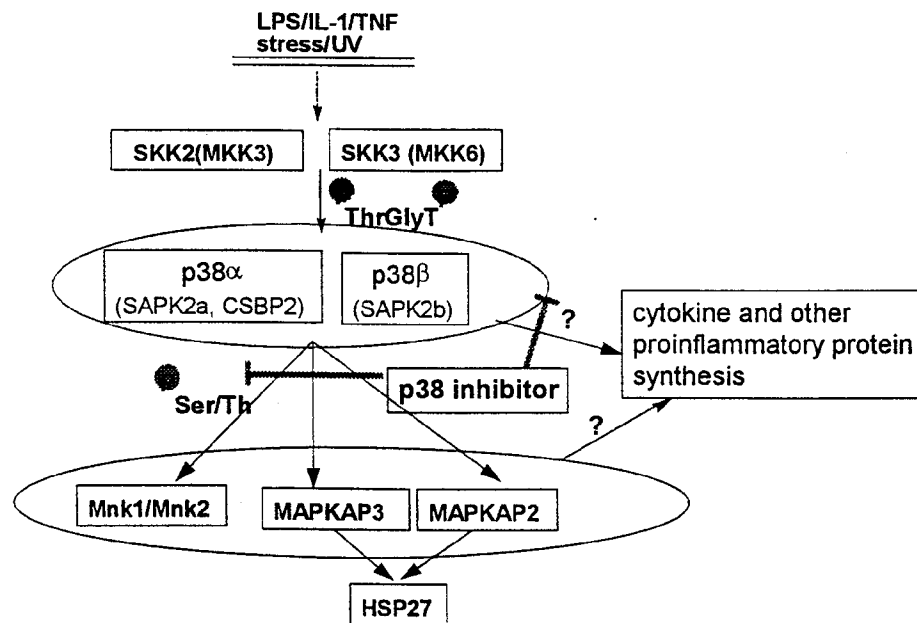 LPS/IL-1/TNF
stress/UV
SKK2(MKK3)
SKK3 (MKK6)
ThrGlyT
p38α
(SAPK2a, CSBP2)
p38β
(SAPK2b)
?
cytokine and other
proinflammatory protein
synthesis
p38 inhibitor
Ser/Th
?
Mnk1/Mnk2
MAPKAP3
MAPKAP2
HSP27